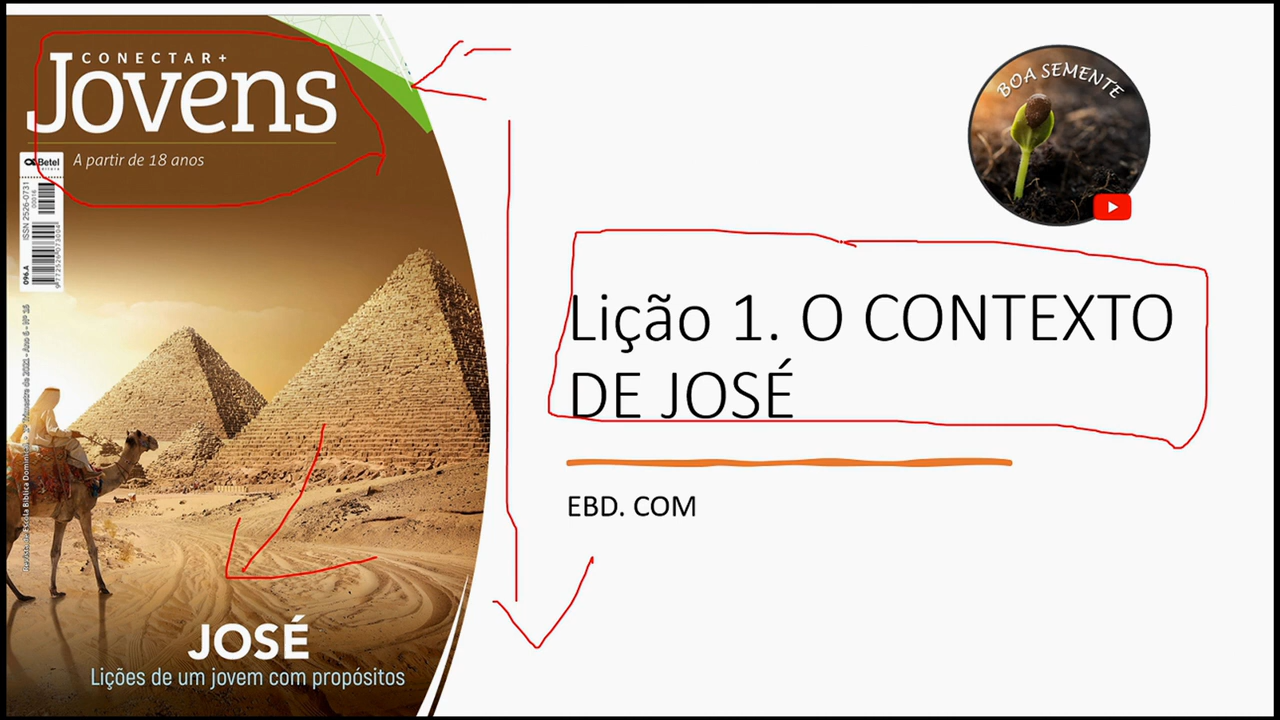 CONECTAR+
Jovens
A partir de 18 anos
Betel
ISSN 2526-0731
096.A
JOSÉ
Lições de um jovem com propósitos
BOA SEMENTE
Lição 1. O CONTEXTO
DE JOSÉ
EBD. COM